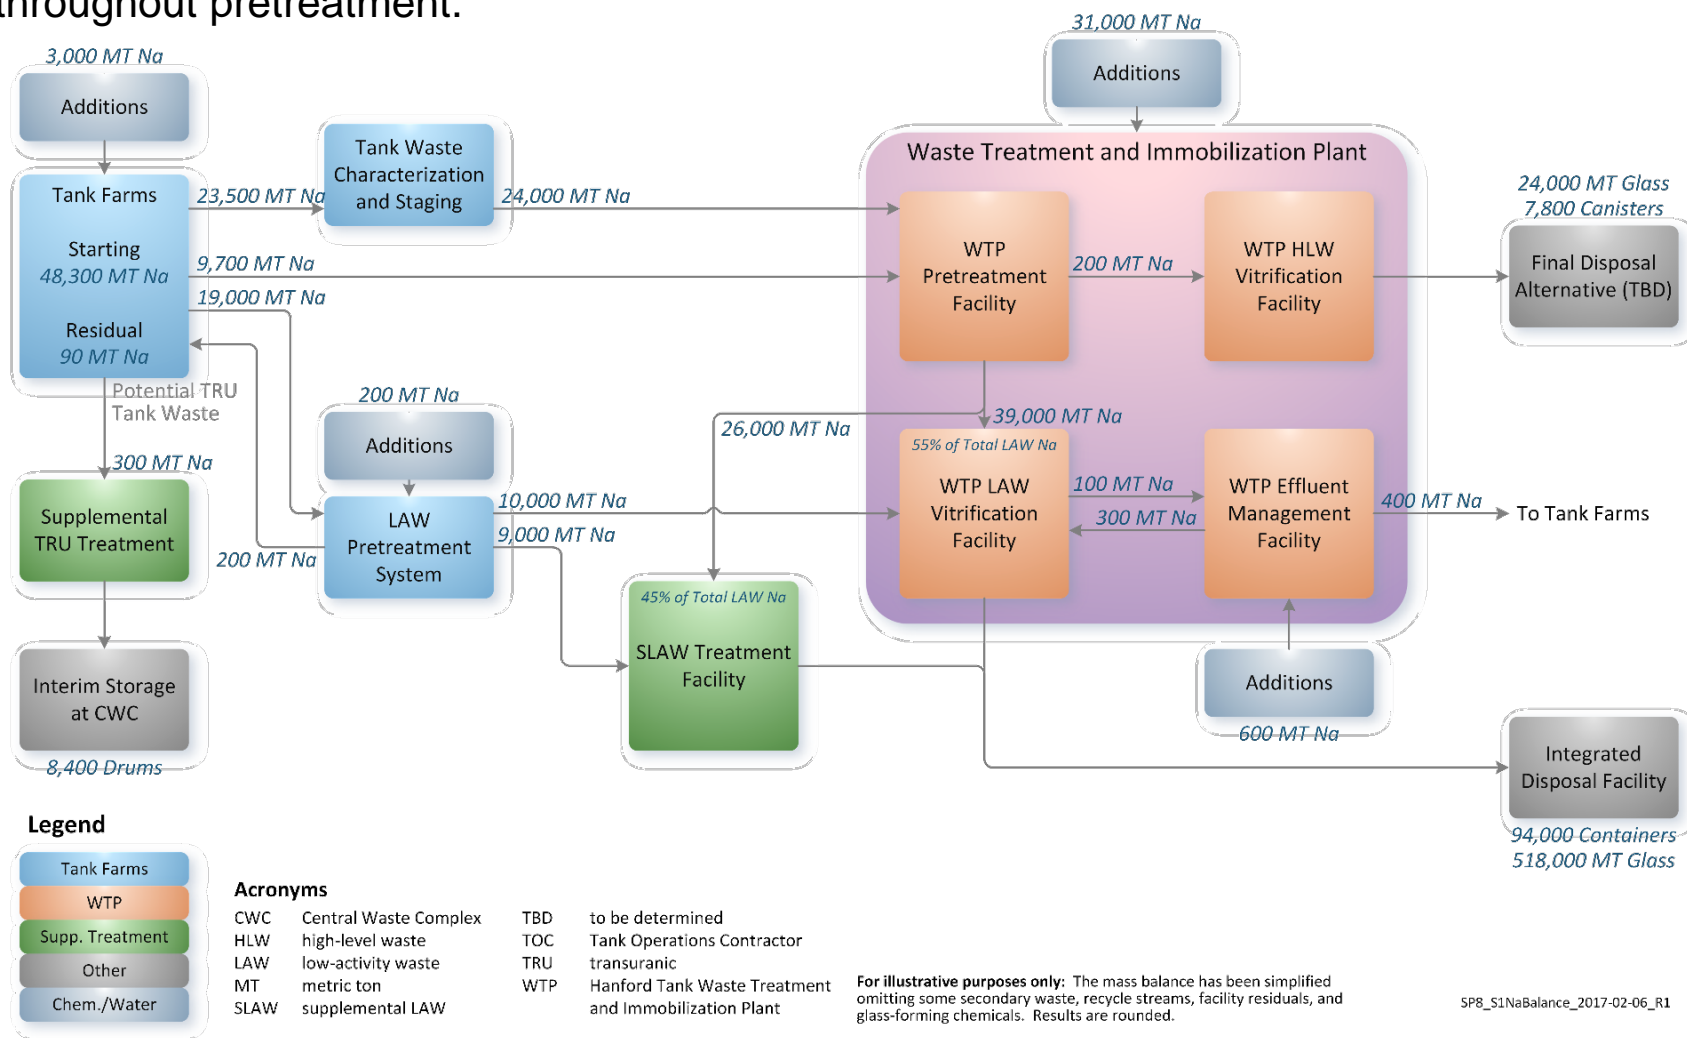 throughout pretreatment.
3,000 MT Na
Additions
31,000 MT Na
Additions
Tank Farms
Starting
48,300 MT Na
Residual
90 MT Na
23,500 MT Na
Tank Waste
Characterization
and Staging
24,000 MT Na
9,700 MT Na
19,000 MT Na
Potential TRU
Tank Waste
300 MT Na
Supplemental
TRU Treatment
Interim Storage
at CWC
8,400 Drums
200 MT Na
Additions
LAW
Pretreatment
System
200 MT Na
10,000 MT Na
9,000 MT Na
26,000 MT Na
45% of Total LAW Na
SLAW Treatment
Facility
Waste Treatment and Immobilization Plant
WTP
Pretreatment
Facility
200 MT Na
WTP HLW
Vitrification
Facility
39,000 MT Na
55% of Total LAW Na
WTP LAW
Vitrification
Facility
100 MT Na
300 MT Na
WTP Effluent
Management
Facility
400 MT Na
To Tank Farms
Additions
600 MT Na
24,000 MT Glass
7,800 Canisters
Final Disposal
Alternative (TBD)
Integrated
Disposal Facility
94,000 Containers
518,000 MT Glass
Legend
Tank Farms
WTP
Supp. Treatment
Other
Chem./Water
Acronyms
CWC Central Waste Complex
HLW high-level waste
LAW low-activity waste
MT metric ton
SLAW supplemental LAW
TBD to be determined
TOC Tank Operations Contractor
TRU transuranic
WTP Hanford Tank Waste Treatment
and Immobilization Plant
For illustrative purposes only: The mass balance has been simplified
omitting some secondary waste, recycle streams, facility residuals, and
glass-forming chemicals. Results are rounded.
SP8_S1NaBalance_2017-02-06_R1